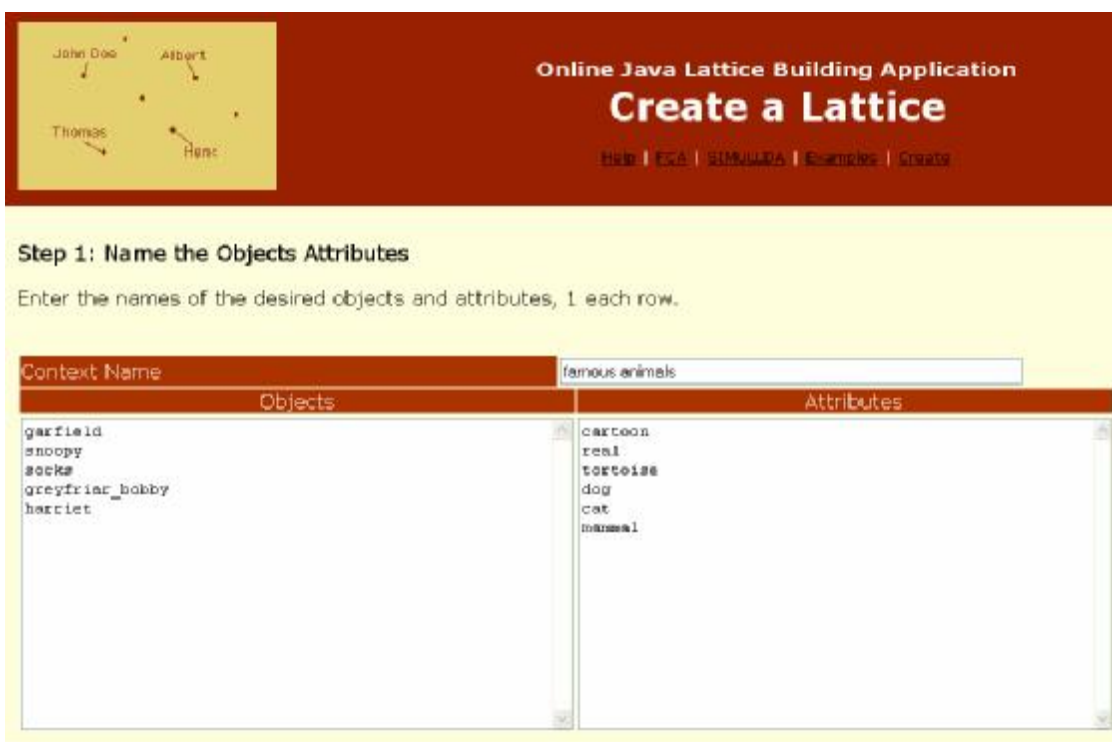 John Doe
Albert
Thomas
Online Java Lattice Building Application
Create a Lattice
Help | FCA | SIMULLDA | Examples | Create
Step 1: Name the Objects Attributes
Enter the names of the desired objects and attributes, 1 each row.
Context Name
famous animals
Objects
Attributes
garfield
snoopy
socks
greyfriar_bobby
harriet
cartoon
real
tortoise
dog
cat
mammal